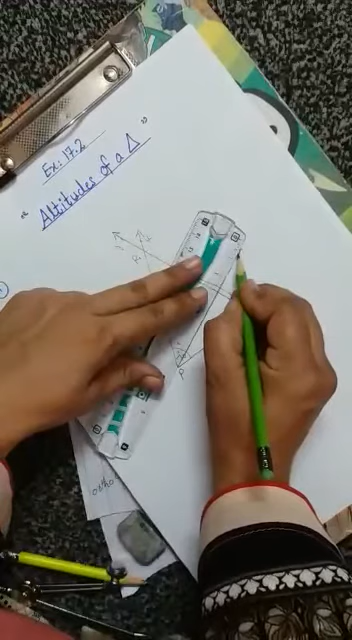 Ex: 17.2
" Altitudes of a Δ "
R
P